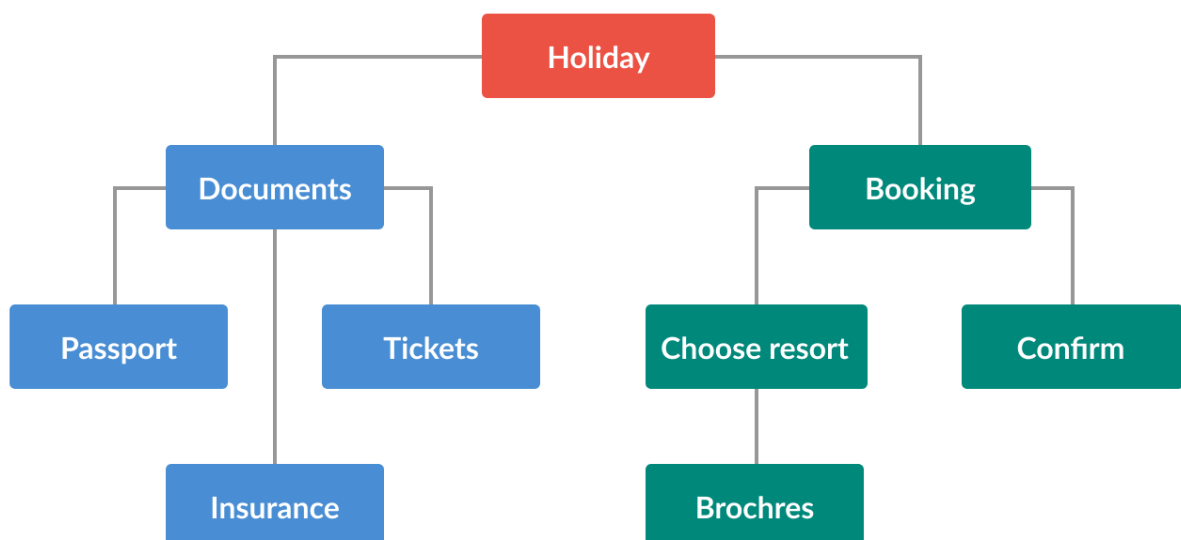 Holiday
Documents
Booking
Passport
Tickets
Choose resort
Confirm
Insurance
Brochres